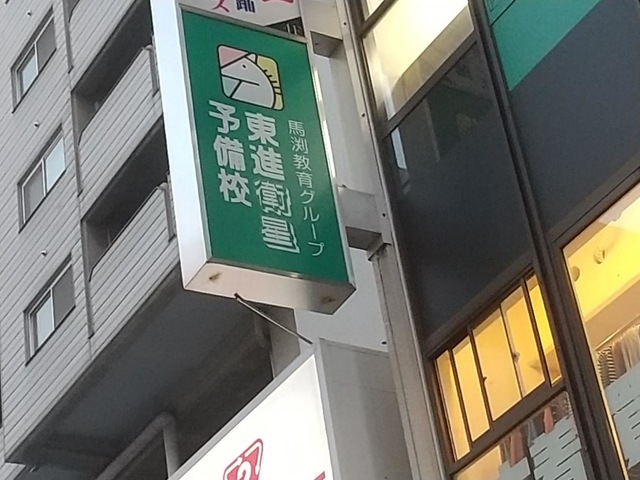 馬渕教育グループ
東進衛星
予備校